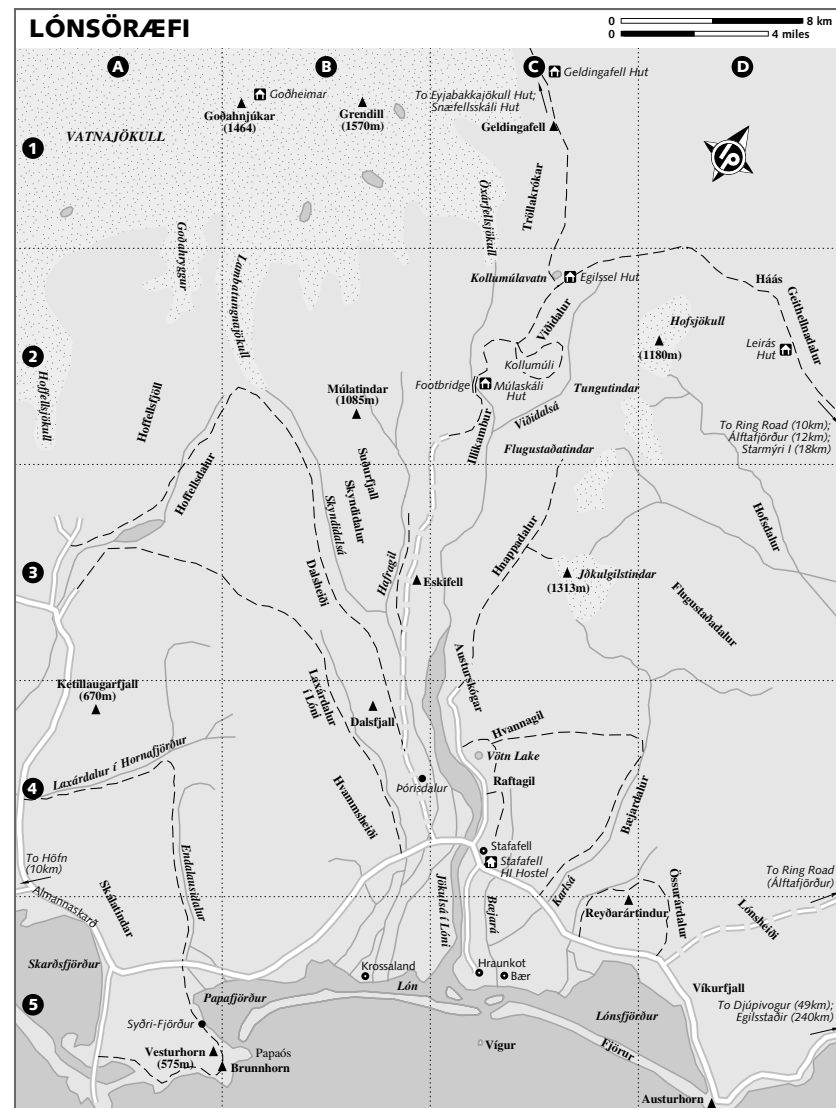 LÓNSÖRÆFI
0 8 km
0 4 miles
A
B
C
D
1
2
3
4
5
Geldingafell Hut
Goðheimar
To Eyjabakkajökull Hut;
Snæfellsskáli Hut
Goðahnjúkar
(1464)
Grendill
(1570m)
VATNAJÖKULL
Geldingafell
Tröllakrókar
Öxárfellsjökull
Goðahryggur
Lambatungnajökull
Kollumúlavatn
Egilssel Hut
Háás
Geithellnadalur
Víðidalur
Hofsjökull
(1180m)
Leirás
Hut
Kollumúli
Hoffellsjökull
Hoffellsfjöll
Múlatindar
(1085m)
Footbridge
Múlaskáli
Hut
Tungutindar
Víðidalsá
Illikambur
To Ring Road (10km);
Álftafjörður (12km);
Starmýri I (18km)
Flugustaðatindar
Suðurfjall
Skyndidalur
Skyndidalsá
Hoffellsdalur
Hofsdalur
Hnappadalur
Dalsheiði
Hafragil
Eskifell
Jðkulgilstindar
(1313m)
Flugustaðadalur
Austurskógar
Ketillaugarfjall
(670m)
Laxárdalur
í Lóni
Dalsfjall
Hvannagil
Vötn Lake
Laxárdalur í Hornafjörður
Þórisdalur
Raftagil
Hvammsheiði
Bæjardalur
Stafafell
Stafafell
HI Hostel
To Höfn
(10km)
Endalausidalur
To Ring Road
(Álftafjörður)
Almannaskarð
Skálatindar
Jökulsá í Lóni
Bæjará
Karlsá
Reyðarártindur
Össurárdalur
Lónsheiði
Skarðsfjörður
Krossaland
Hraunkot
Bær
Víkurfjall
Papafjörður
Lón
Lónsfjörður
To Djúpivogur (49km);
Egilsstaðir (240km)
Syðri-Fjörður
Vesturhorn
(575m)
Papaós
Brunnhorn
Vígur
Fjörur
Austurhorn